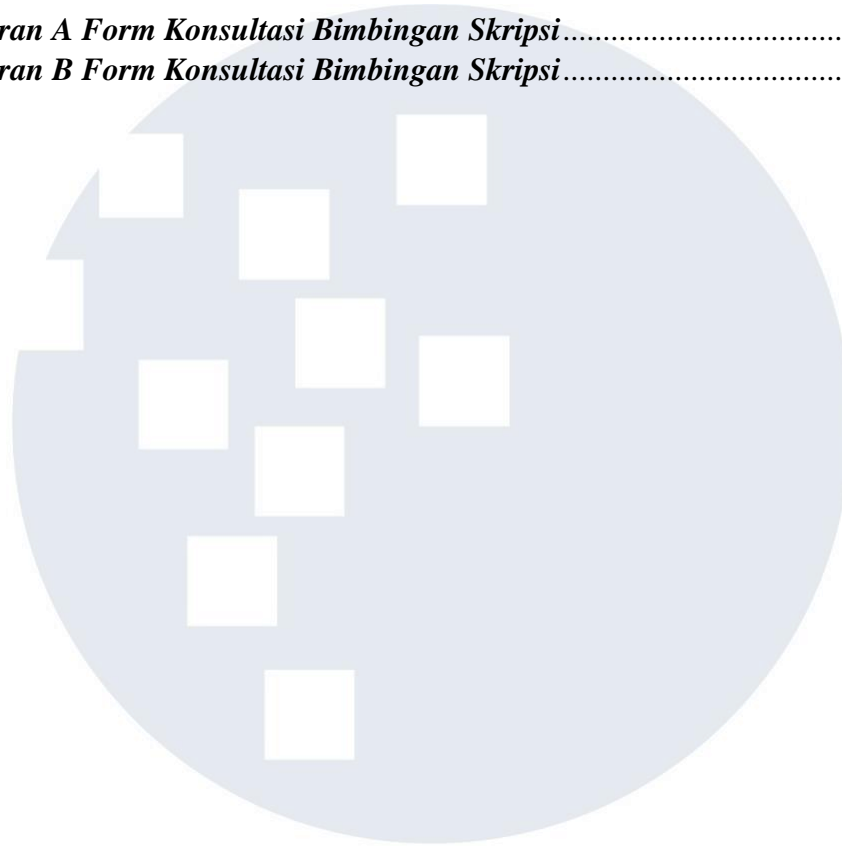 ran A Form Konsultasi Bimbingan Skripsi...................................
ran B Form Konsultasi Bimbingan Skripsi...................................